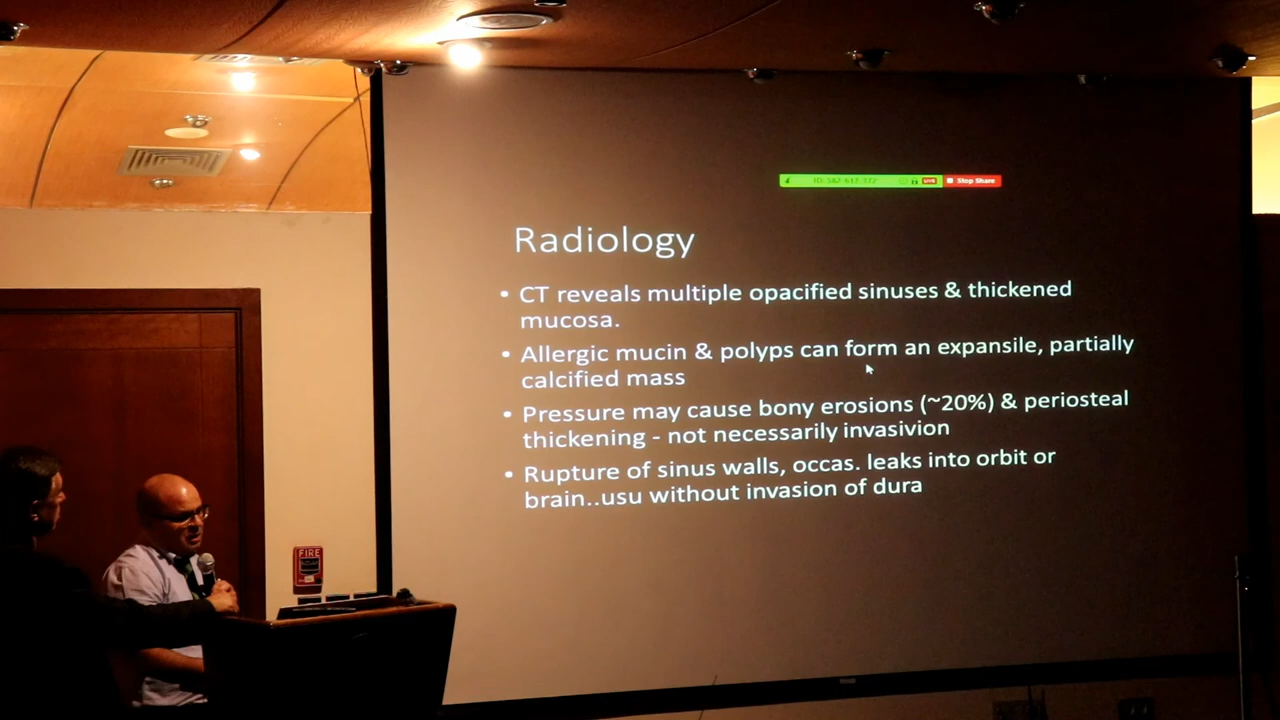 LIVE
Stop Share
Radiology
• CT reveals multiple opacified sinuses & thickened
mucosa.
• Allergic mucin & polyps can form an expansile, partially
calcified mass
• Pressure may cause bony erosions (~20%) & periosteal
thickening - not necessarily invasivion
• Rupture of sinus walls, occas. leaks into orbit or
brain..usu without invasion of dura
FIRE